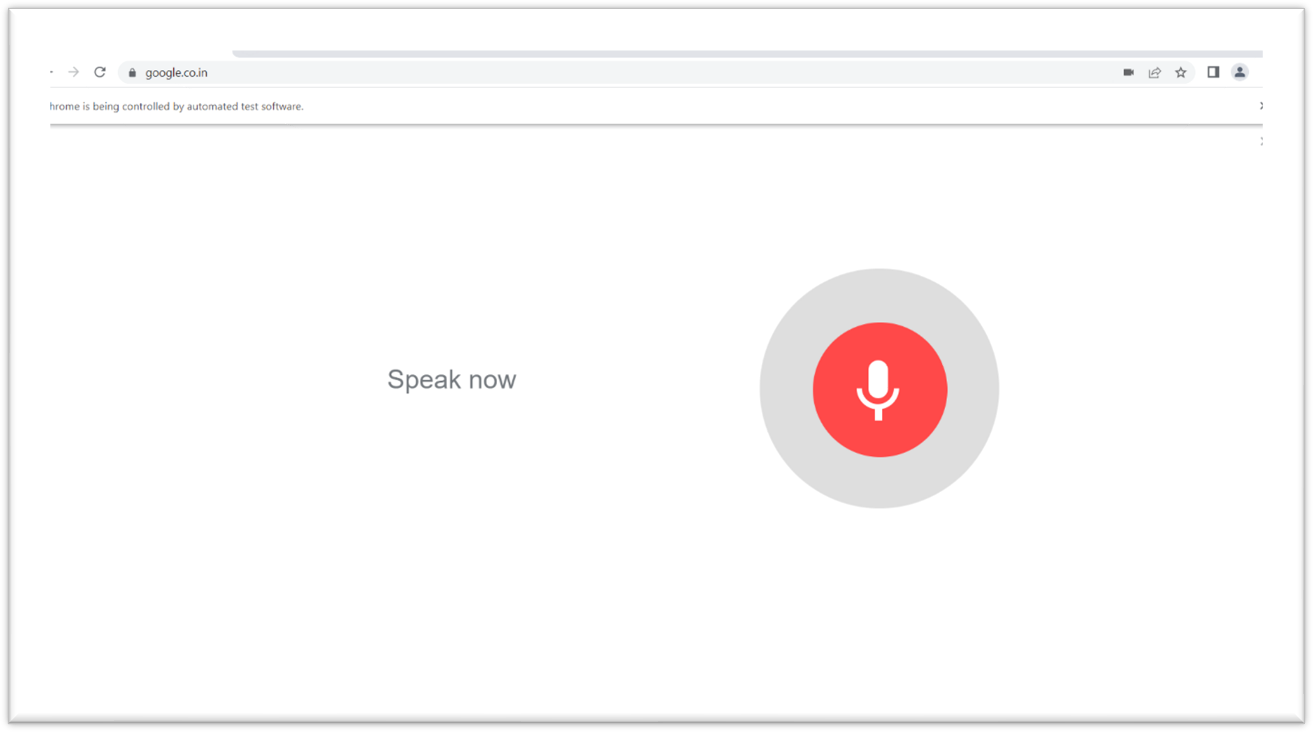 google.co.in
hrome is being controlled by automated test software.
Speak now